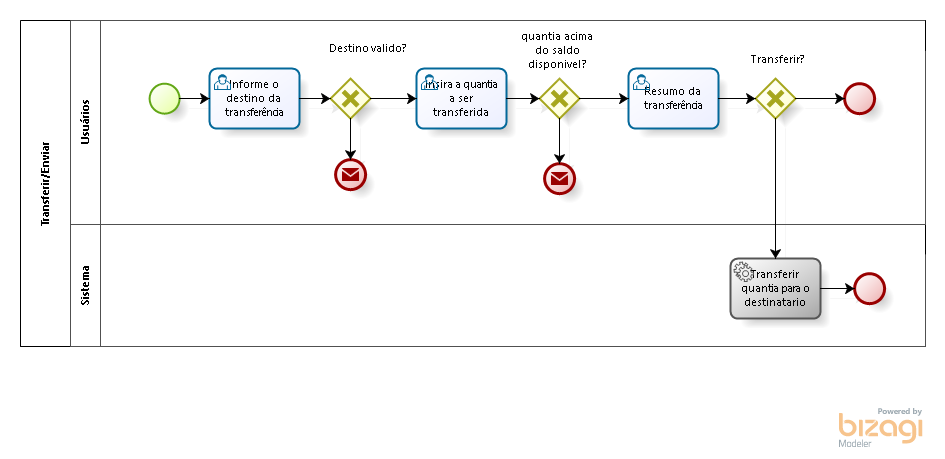 Transferir/Enviar
Usuários
Informe o
destino da
transferência
Destino valido?
Insira a quantia
a ser
transferida
quantia acima
do saldo
disponivel?
Resumo da
transferência
Transferir?
Sistema
Transferir
quantia para o
destinatario
Powered by
bizagi
Modeler